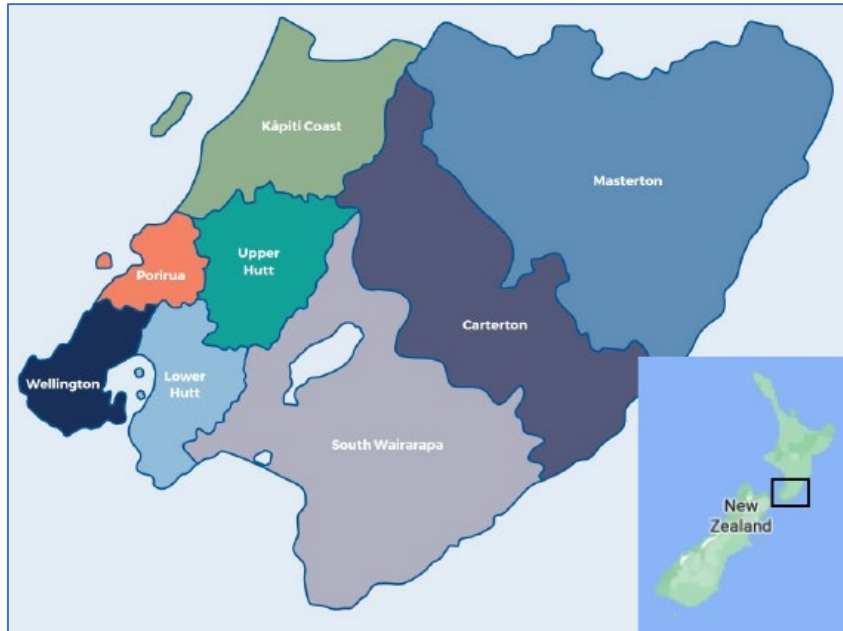 Kāpiti Coast
Masterton
Upper
Hutt
Porirua
Carterton
Wellington
Lower
Hutt
South Wairarapa
New
Zealand